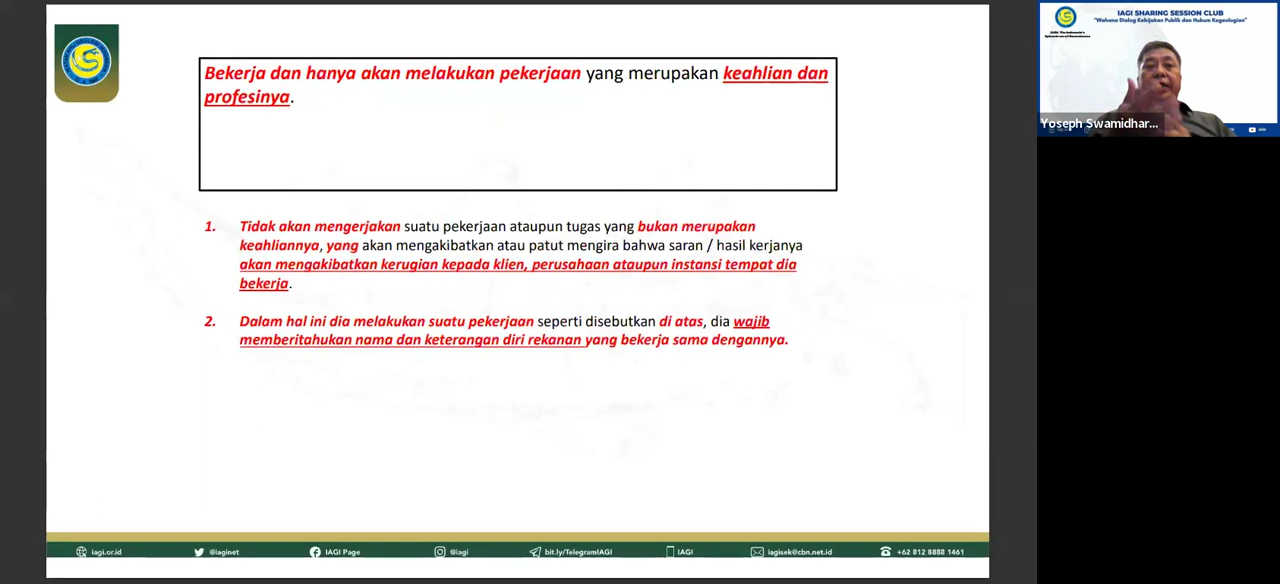 Bekerja dan hanya akan melakukan pekerjaan yang merupakan keahlian dan
profesinya.
1. Tidak akan mengerjakan suatu pekerjaan ataupun tugas yang bukan merupakan
keahliannya, yang akan mengakibatkan atau patut mengira bahwa saran / hasil kerjanya
akan mengakibatkan kerugian kepada klien, perusahaan ataupun instansi tempat dia
bekerja.
2. Dalam hal ini dia melakukan suatu pekerjaan seperti disebutkan di atas, dia wajib
memberitahukan nama dan keterangan diri rekanan yang bekerja sama dengannya.
iagi.or.id @iaginet IAGI Page @iagi bit.ly/TelegramIAGI IAGI iagisek@cbn.net.id +62 812 8888 1461
IAGI SHARING SESSION CLUB
"Wahana Dialog Kebijakan Publik dan Hukum Kegeologian"
Yoseph Swamidhar...